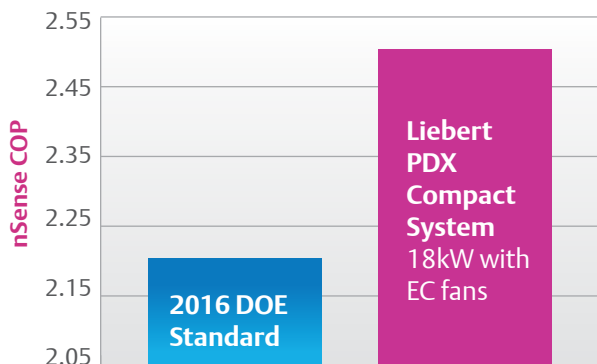 2.55
2.45
2.35
2.25
2.15
2.05
nSense COP
2016 DOE
Standard
Liebert
PDX
Compact
System
18kW with
EC fans